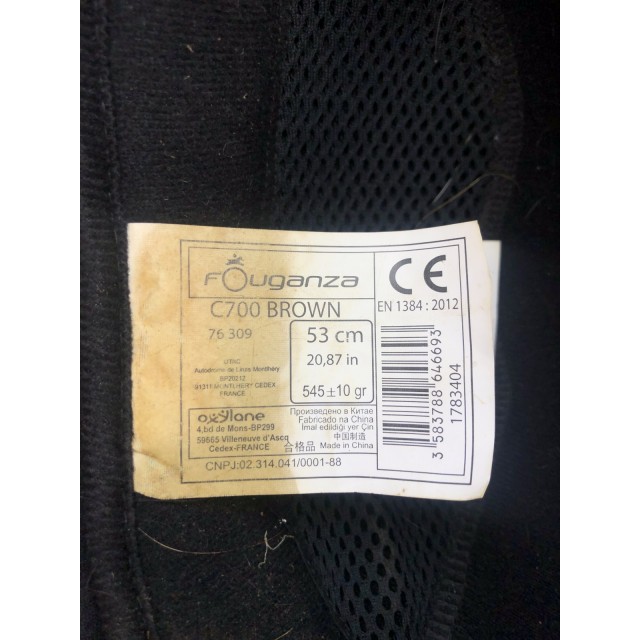 FOuganza
C700 BROWN
76 309
UTAC
Autodrome de Linas Monthéry
BP20212
91311 MONTLHERY CEDEX
FRANCE
53 cm
20,87 in
545±10 gr
oxylane
4,bd de Mons-BP299
59665 Villeneuve d'Ascq
Cedex-FRANCE
Произведено в Китае
Fabricado na China
İmal edildiği yer Çin
中国制造
合格品 Made in China
CNPJ:02.314.041/0001-88
CE
EN 1384 : 2012
3 583788 646693
1783404